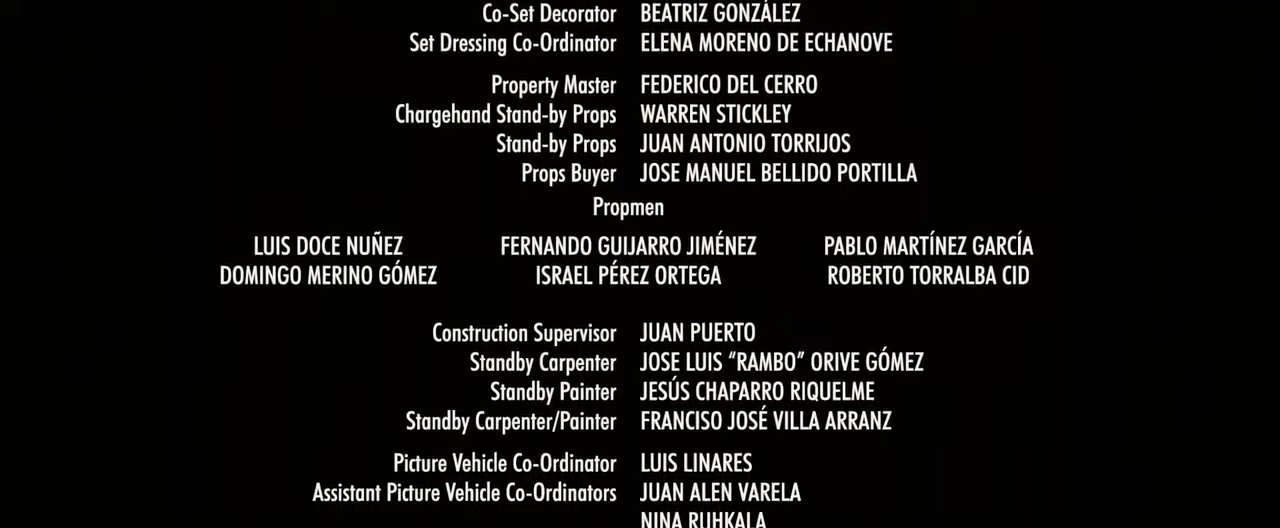 Co-Set Decorator BEATRIZ GONZÁLEZ
Set Dressing Co-Ordinator ELENA MORENO DE ECHANOVE
Property Master FEDERICO DEL CERRO
Chargehand Stand-by Props WARREN STICKLEY
Stand-by Props JUAN ANTONIO TORRIJOS
Props Buyer JOSE MANUEL BELLIDO PORTILLA
Propmen
LUIS DOCE NUÑEZ FERNANDO GUIJARRO JIMÉNEZ PABLO MARTÍNEZ GARCÍA
DOMINGO MERINO GÓMEZ ISRAEL PÉREZ ORTEGA ROBERTO TORRALBA CID
Construction Supervisor JUAN PUERTO
Standby Carpenter JOSE LUIS “RAMBO” ORIVE GÓMEZ
Standby Painter JESÚS CHAPARRO RIQUELME
Standby Carpenter/Painter FRANCISO JOSÉ VILLA ARRANZ
Picture Vehicle Co-Ordinator LUIS LINARES
Assistant Picture Vehicle Co-Ordinators JUAN ALEN VARELA
NINA RUHKALA